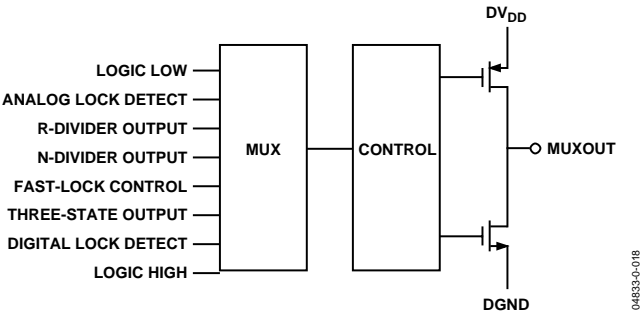 DVDD
LOGIC LOW
ANALOG LOCK DETECT
R-DIVIDER OUTPUT
N-DIVIDER OUTPUT
FAST-LOCK CONTROL
THREE-STATE OUTPUT
DIGITAL LOCK DETECT
LOGIC HIGH
MUX
CONTROL
MUXOUT
DGND
04833-0-018